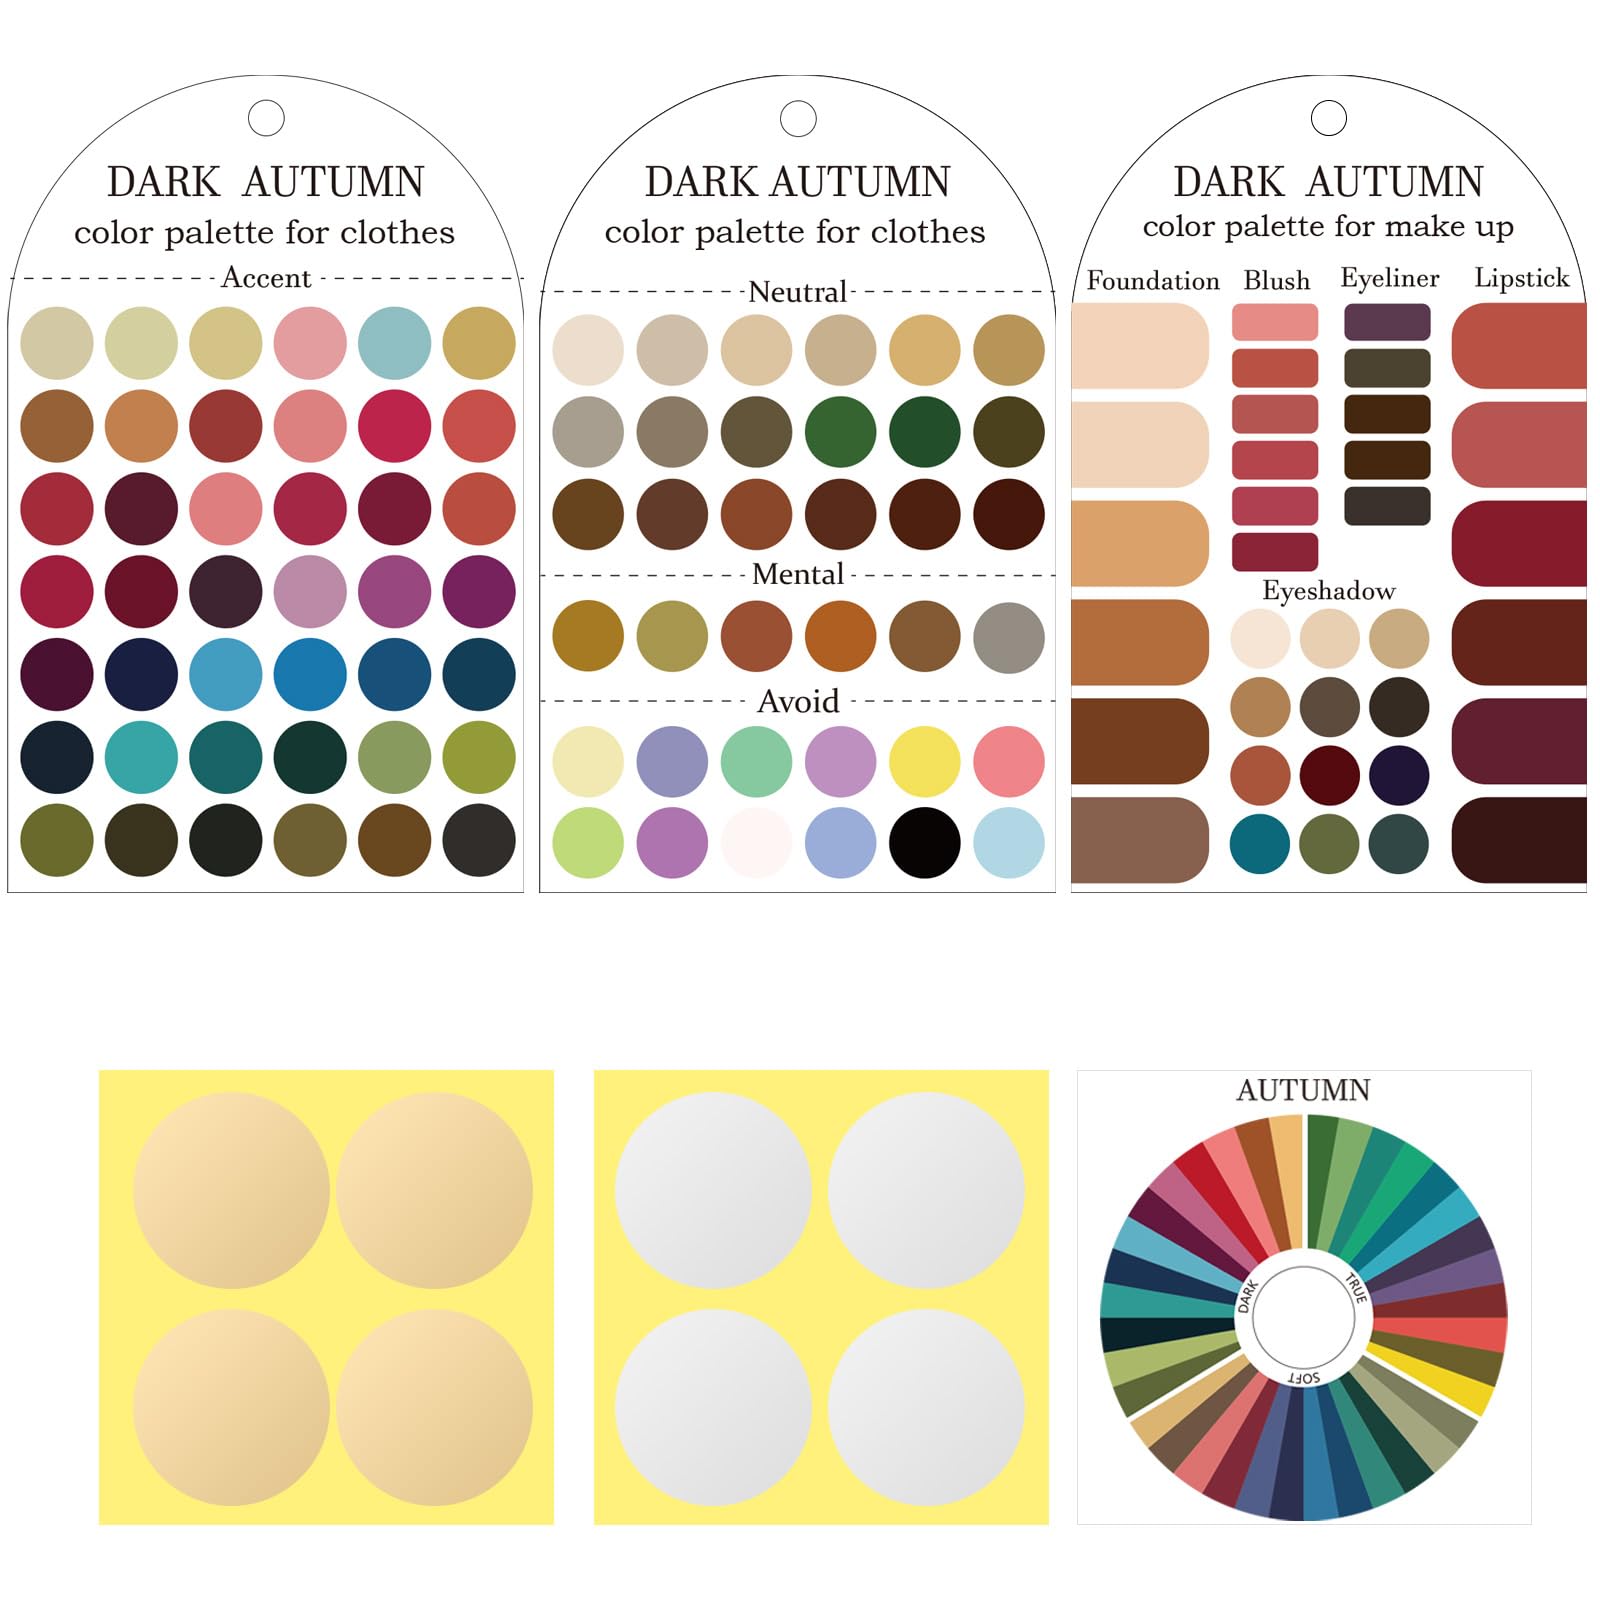 DARK AUTUMN
color palette for clothes
Accent
DARK AUTUMN
color palette for clothes
Neutral
Mental
Avoid
DARK AUTUMN
color palette for make up
Foundation Blush Eyeliner Lipstick
Eyeshadow
AUTUMN
DARK
TRUE
SOFT